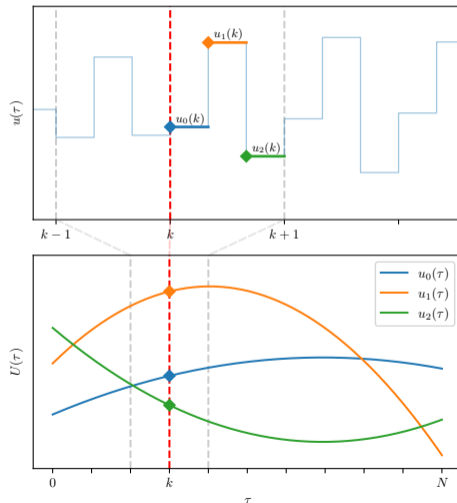 u(τ)
u₁(k)
u₀(k)
u₂(k)
k − 1
k
k + 1
U(τ)
u₀(τ)
u₁(τ)
u₂(τ)
0
k
N
τ